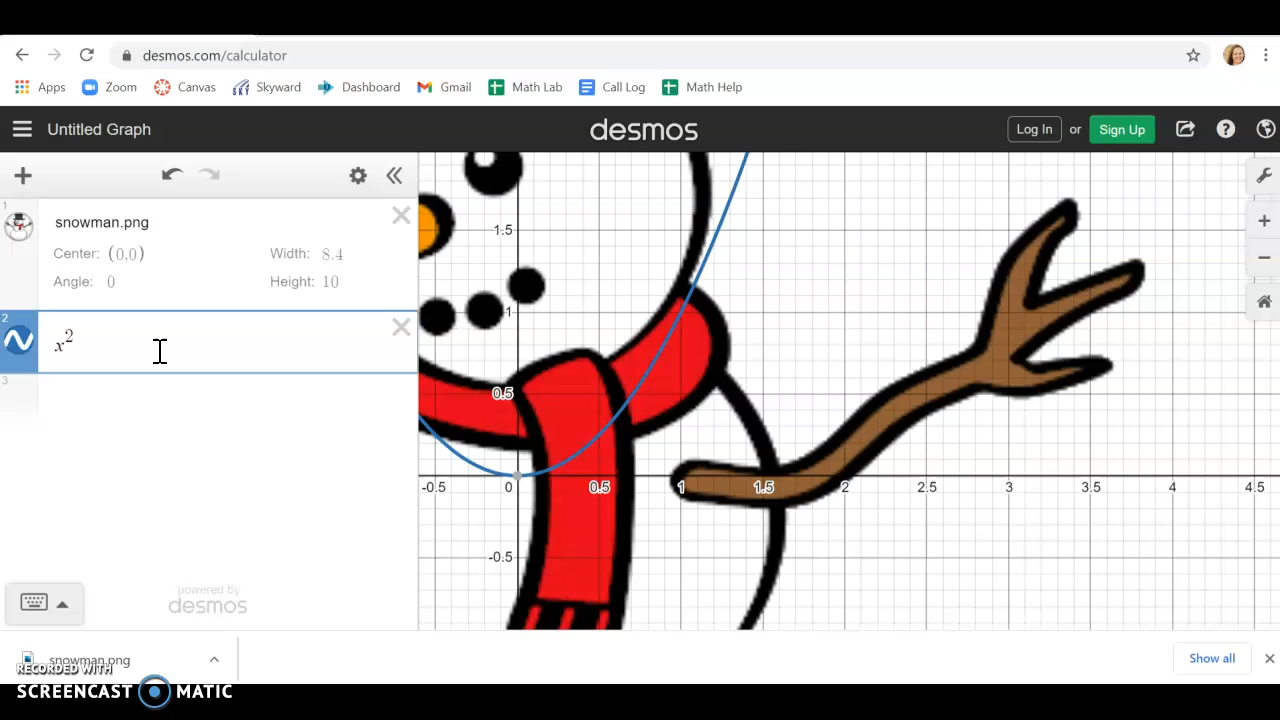 desmos.com/calculator
Apps Zoom Canvas Skyward Dashboard Gmail Math Lab Call Log Math Help
Untitled Graph desmos Log In or Sign Up
1
snowman.png
Center: (0,0) Width: 8.4
Angle: 0 Height: 10
2
x²
3
1.5
1
0.5
-0.5 0 0.5 1 1.5 2 2.5 3 3.5 4 4.5
-0.5
powered by
desmos
snowman.png Show all
RECORDED WITH
SCREENCAST MATIC